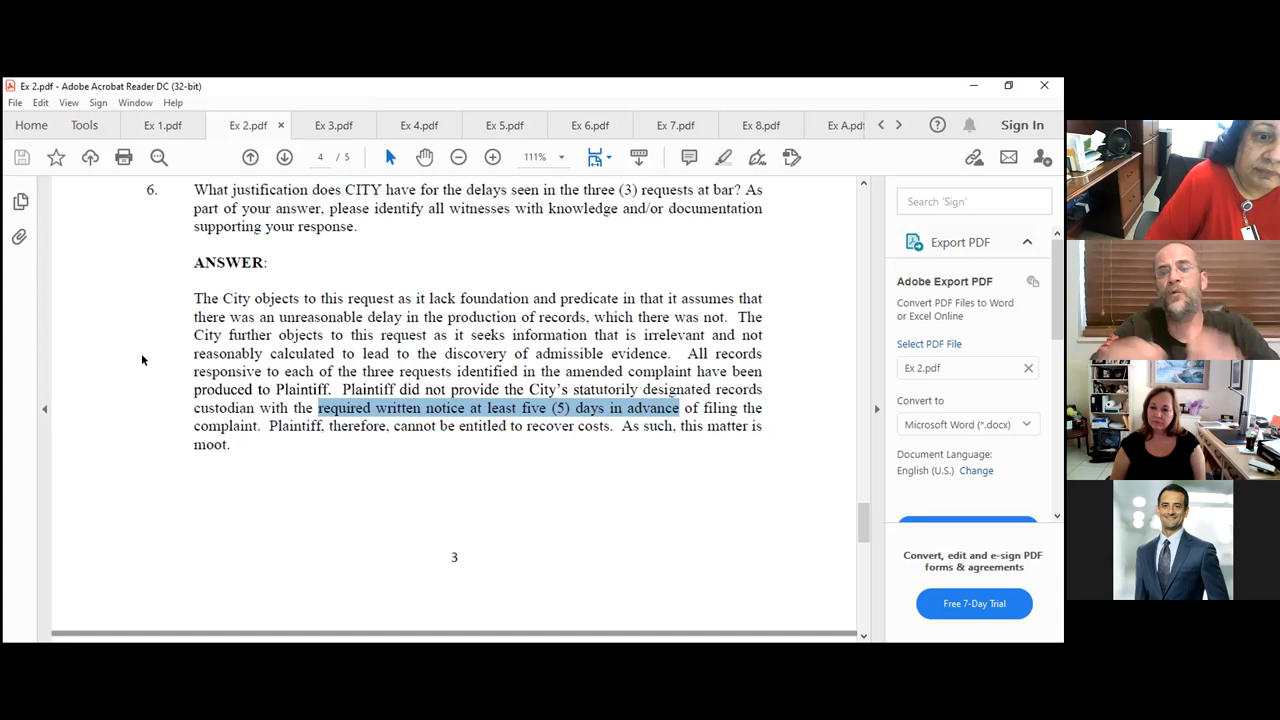 Ex 2.pdf - Adobe Acrobat Reader DC (32-bit)
File Edit View Sign Window Help
Home Tools Ex 1.pdf Ex 2.pdf × Ex 3.pdf Ex 4.pdf Ex 5.pdf Ex 6.pdf Ex 7.pdf Ex 8.pdf Ex A.pdf Sign In
4 / 5 111%
6. What justification does CITY have for the delays seen in the three (3) requests at bar? As
part of your answer, please identify all witnesses with knowledge and/or documentation
supporting your response.
ANSWER:
The City objects to this request as it lack foundation and predicate in that it assumes that
there was an unreasonable delay in the production of records, which there was not. The
City further objects to this request as it seeks information that is irrelevant and not
reasonably calculated to lead to the discovery of admissible evidence. All records
responsive to each of the three requests identified in the amended complaint have been
produced to Plaintiff. Plaintiff did not provide the City's statutorily designated records
custodian with the required written notice at least five (5) days in advance of filing the
complaint. Plaintiff, therefore, cannot be entitled to recover costs. As such, this matter is
moot.
3
Search 'Sign'
Export PDF
Adobe Export PDF
Convert PDF Files to Word
or Excel Online
Select PDF File
Ex 2.pdf
Convert to
Microsoft Word (*.docx)
Document Language:
English (U.S.) Change
Convert, edit and e-sign PDF
forms & agreements
Free 7-Day Trial